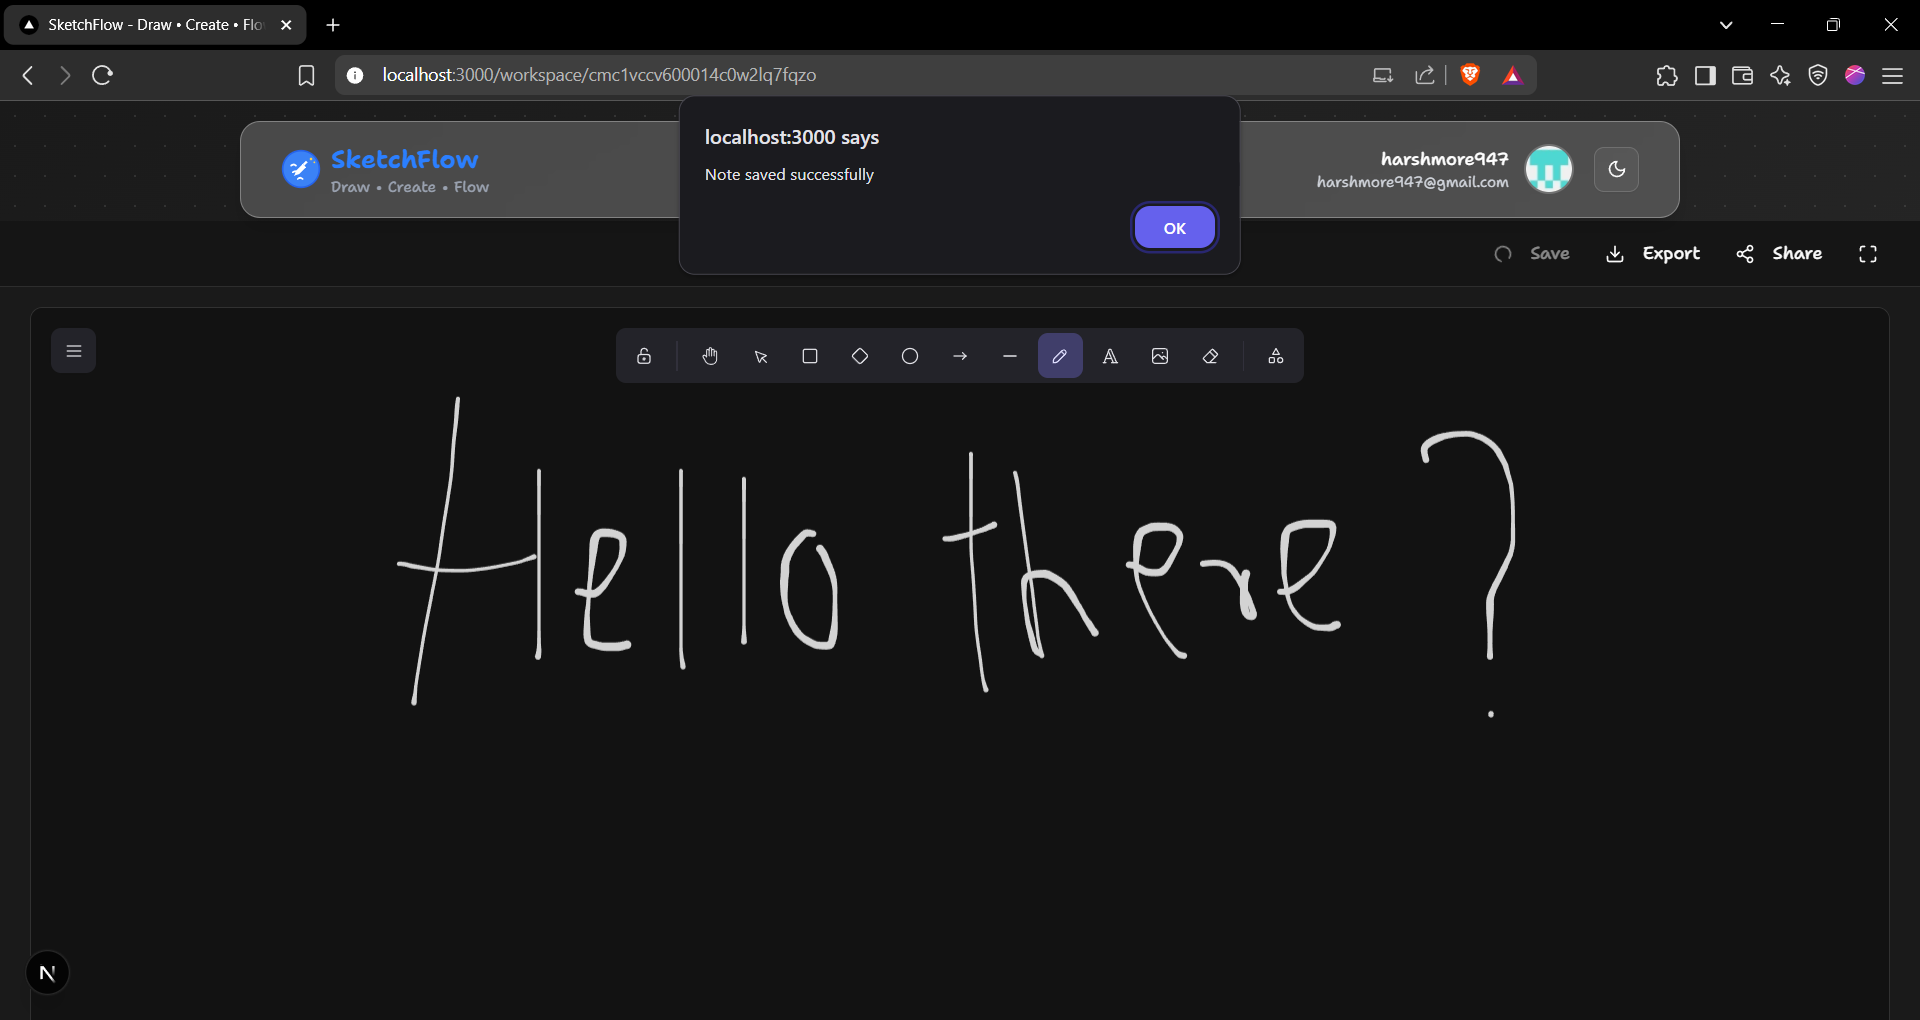 SketchFlow - Draw • Create • Flo
localhost:3000/workspace/cmc1vccv600014c0w2lq7fqzo
localhost:3000 says
Note saved successfully
OK
SketchFlow
Draw • Create • Flow
harshmore947
harshmore947@gmail.com
Save
Export
Share
Hello there ?
N